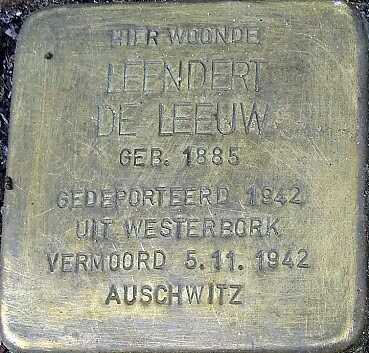 HIER WOONDE
LEENDERT
DE LEEUW
GEB. 1885
GEDEPORTEERD 1942
UIT WESTERBORK
VERMOORD 5.11.1942
AUSCHWITZ